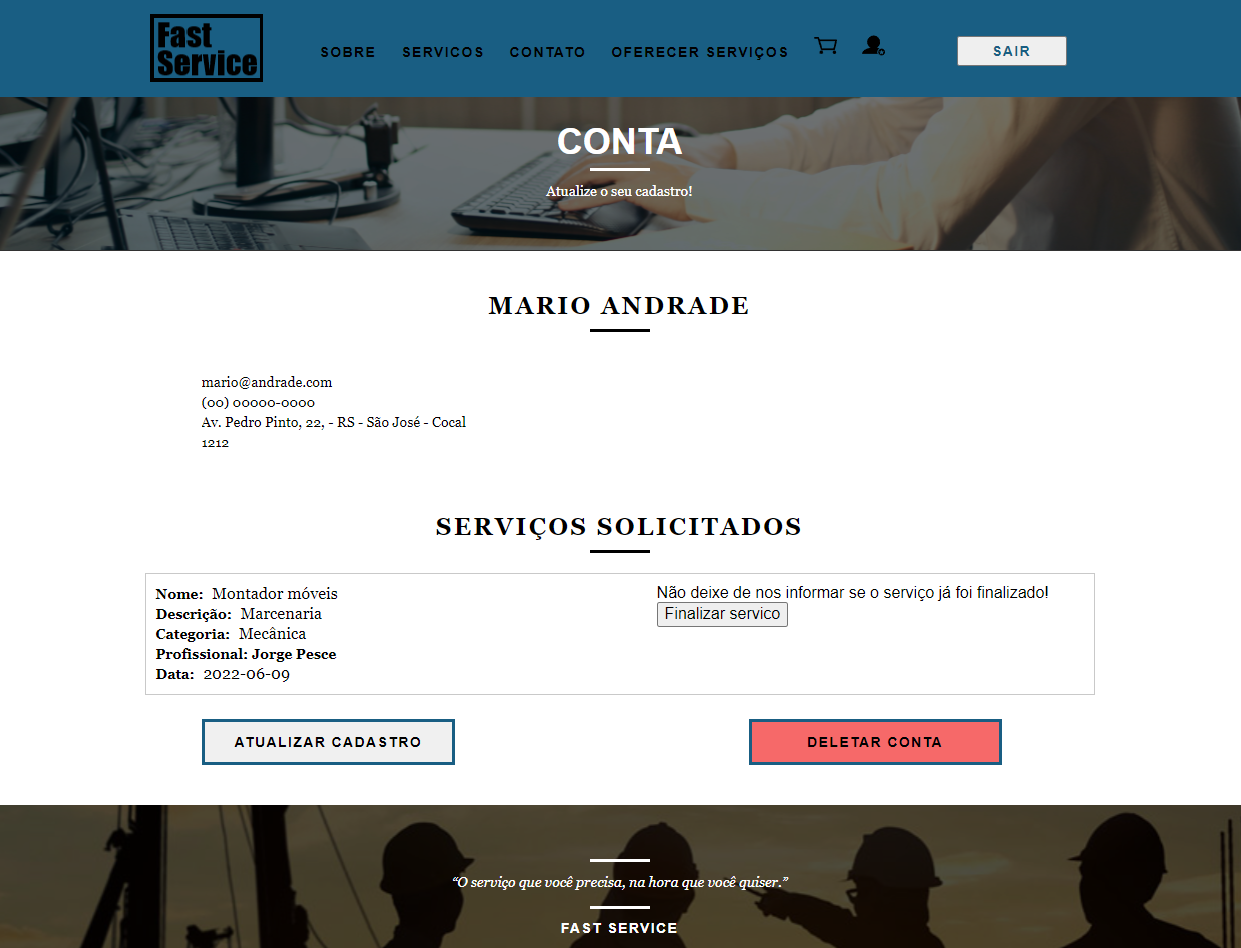 Fast
Service
SOBRE SERVICOS CONTATO OFERECER SERVIÇOS SAIR
CONTA
Atualize o seu cadastro!
MARIO ANDRADE
mario@andrade.com
(00) 00000-0000
Av. Pedro Pinto, 22, - RS - São José - Cocal
1212
SERVIÇOS SOLICITADOS
Nome: Montador móveis
Descrição: Marcenaria
Categoria: Mecânica
Profissional: Jorge Pesce
Data: 2022-06-09
Não deixe de nos informar se o serviço já foi finalizado!
Finalizar servico
ATUALIZAR CADASTRO DELETAR CONTA
“O serviço que você precisa, na hora que você quiser.”
FAST SERVICE